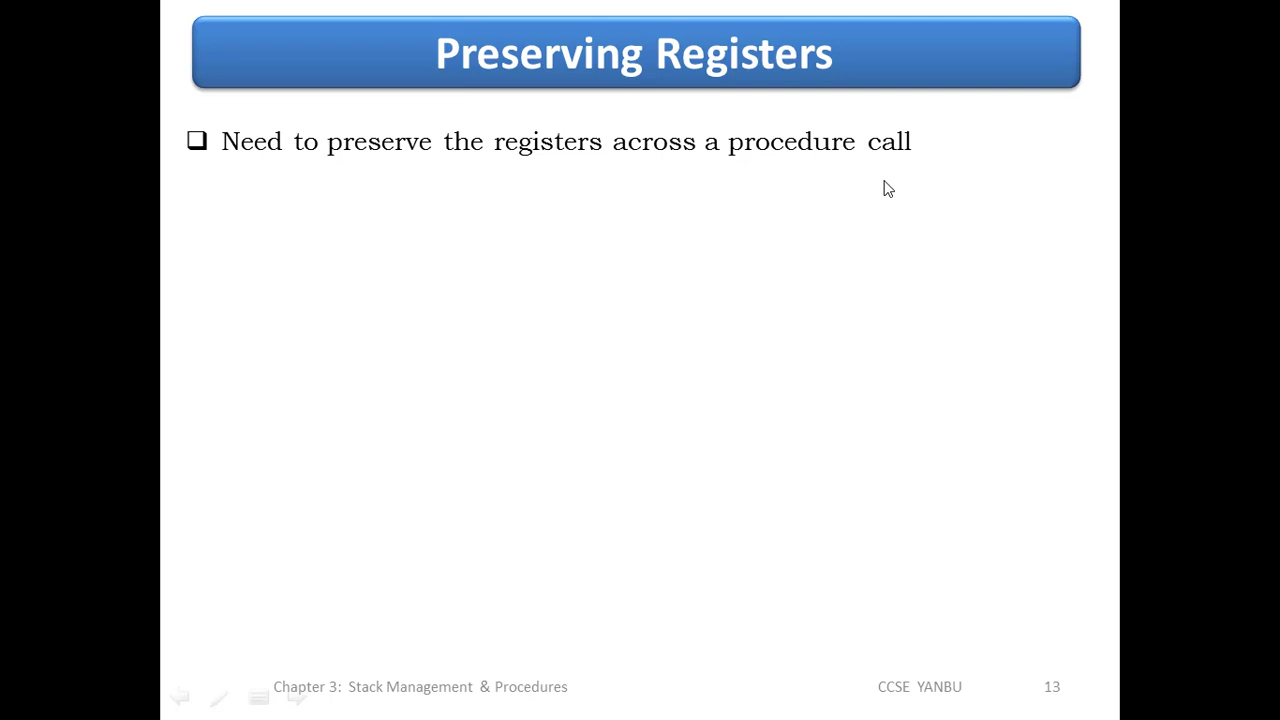 Preserving Registers
Need to preserve the registers across a procedure call
Chapter 3: Stack Management & Procedures CCSE YANBU 13